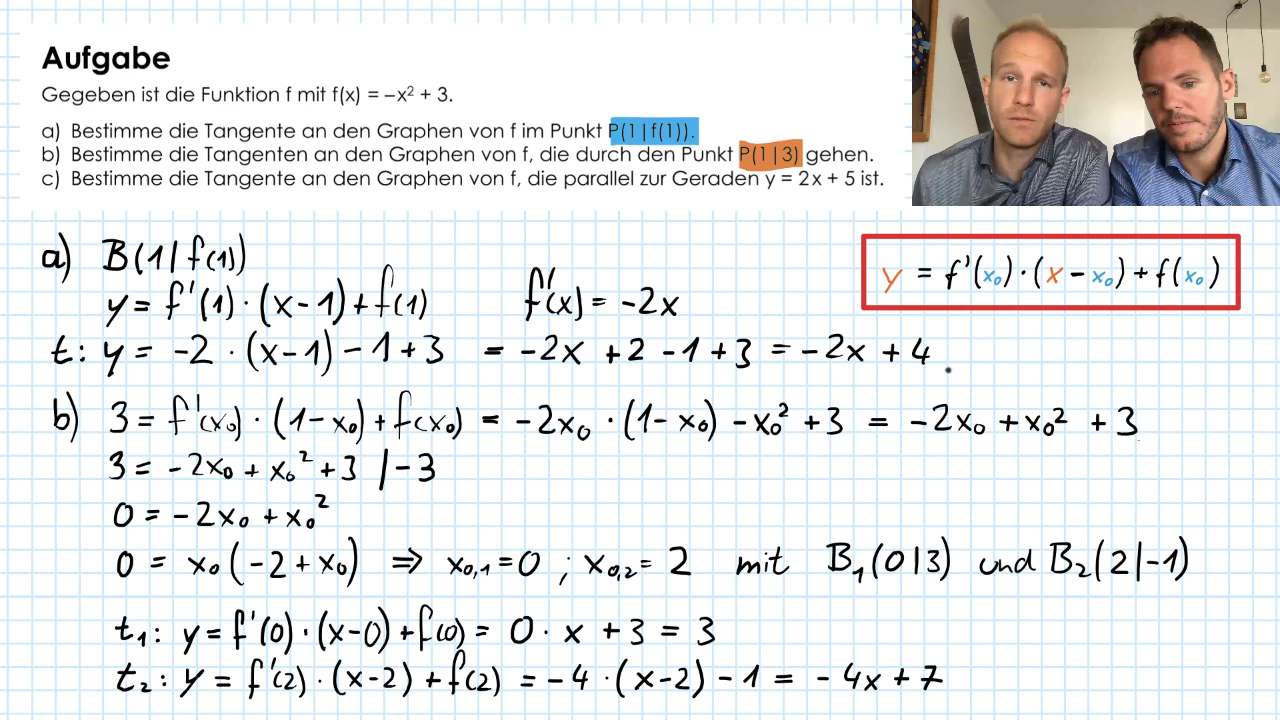 Aufgabe
Gegeben ist die Funktion f mit f(x) = −x² + 3.
a) Bestimme die Tangente an den Graphen von f im Punkt P(1 | f(1)).
b) Bestimme die Tangenten an den Graphen von f, die durch den Punkt P(1 | 3) gehen.
c) Bestimme die Tangente an den Graphen von f, die parallel zur Geraden y = 2x + 5 ist.
a) B(1 | f(1))
y = f'(x₀)·(x − x₀) + f(x₀)
y = f'(1)·(x−1) + f(1) f'(x) = −2x
t: y = −2·(x−1) − 1 + 3 = −2x + 2 − 1 + 3 = −2x + 4
b) 3 = f'(x₀)·(1−x₀) + f(x₀) = −2x₀·(1−x₀) − x₀² + 3 = −2x₀ + x₀² + 3
3 = −2x₀ + x₀² + 3 | −3
0 = −2x₀ + x₀²
0 = x₀(−2 + x₀) ⇒ x₀,₁ = 0 ; x₀,₂ = 2 mit B₁(0|3) und B₂(2|−1)
t₁: y = f'(0)·(x−0) + f(0) = 0·x + 3 = 3
t₂: y = f'(2)·(x−2) + f(2) = −4·(x−2) − 1 = −4x + 7